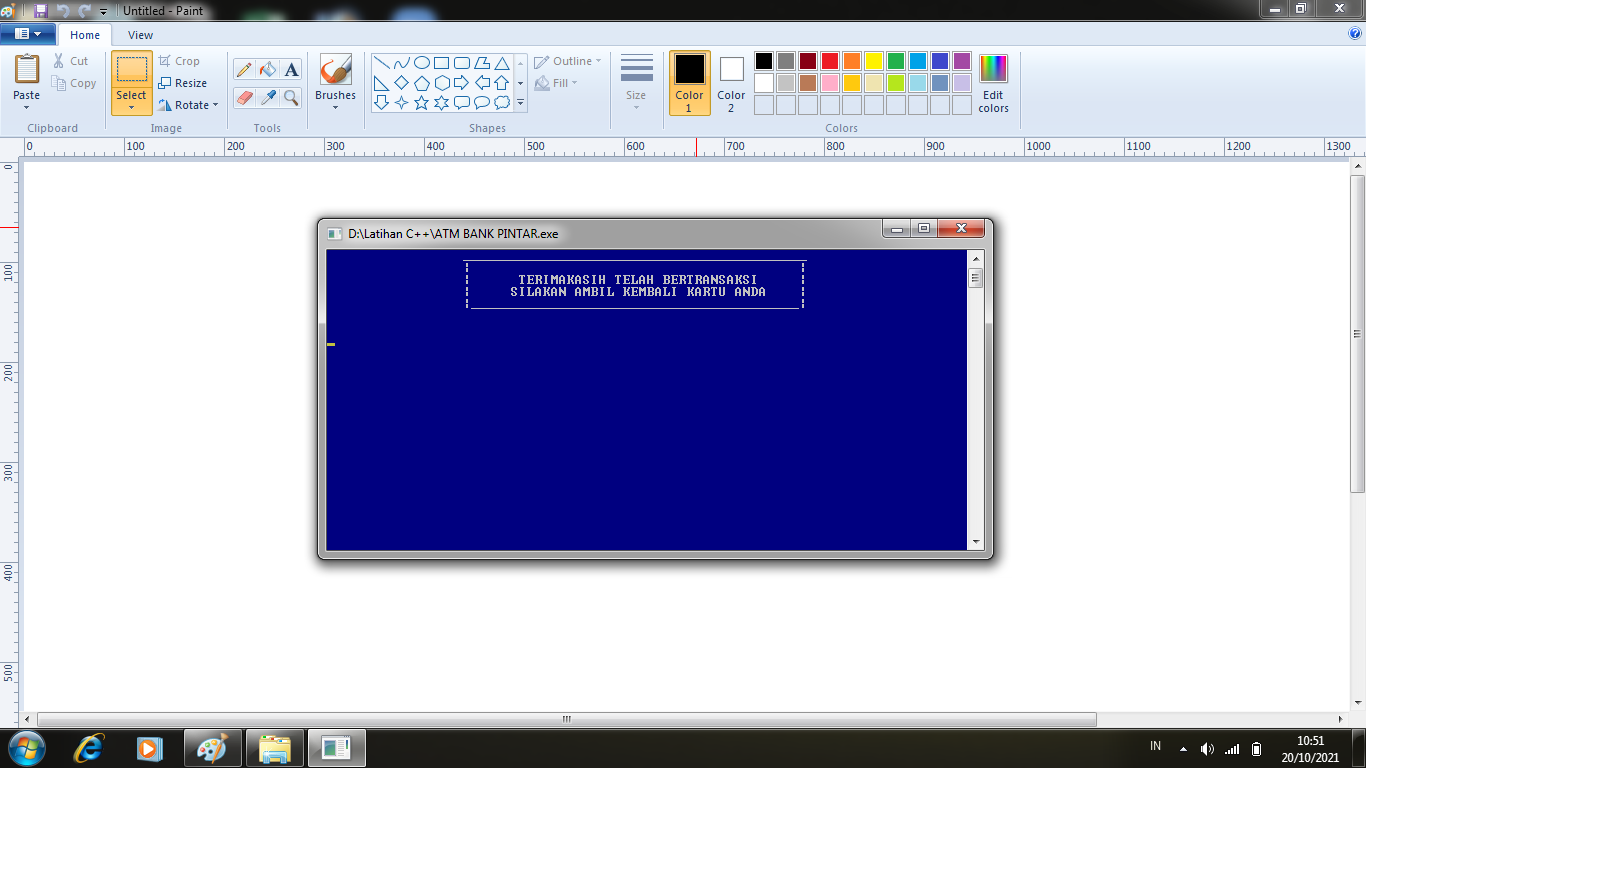 Untitled - Paint
Home View
Paste
Cut
Copy
Clipboard
Select
Crop
Resize
Rotate
Image
Tools
Brushes
Shapes
Outline
Fill
Size
Color 1
Color 2
Edit colors
Colors
0 100 200 300 400 500 600 700 800 900 1000 1100 1200 1300
0
100
200
300
400
500
D:\Latihan C++\ATM BANK PINTAR.exe
TERIMAKASIH TELAH BERTRANSAKSI
SILAKAN AMBIL KEMBALI KARTU ANDA
IN
10:51
20/10/2021